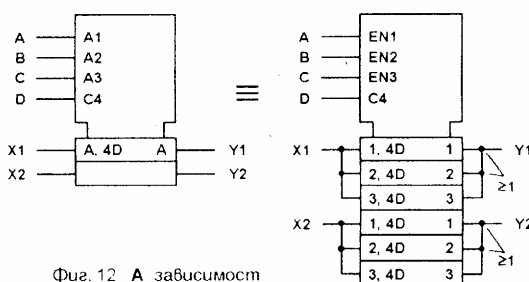 A A1
B A2
C A3
D C4
X1 A, 4D A Y1
X2 Y2
≡
A EN1
B EN2
C EN3
D C4
X1 1, 4D 1 Y1
2, 4D 2 ≥1
3, 4D 3
X2 1, 4D 1 Y2
2, 4D 2 ≥1
3, 4D 3
Фиг. 12 А зависимост